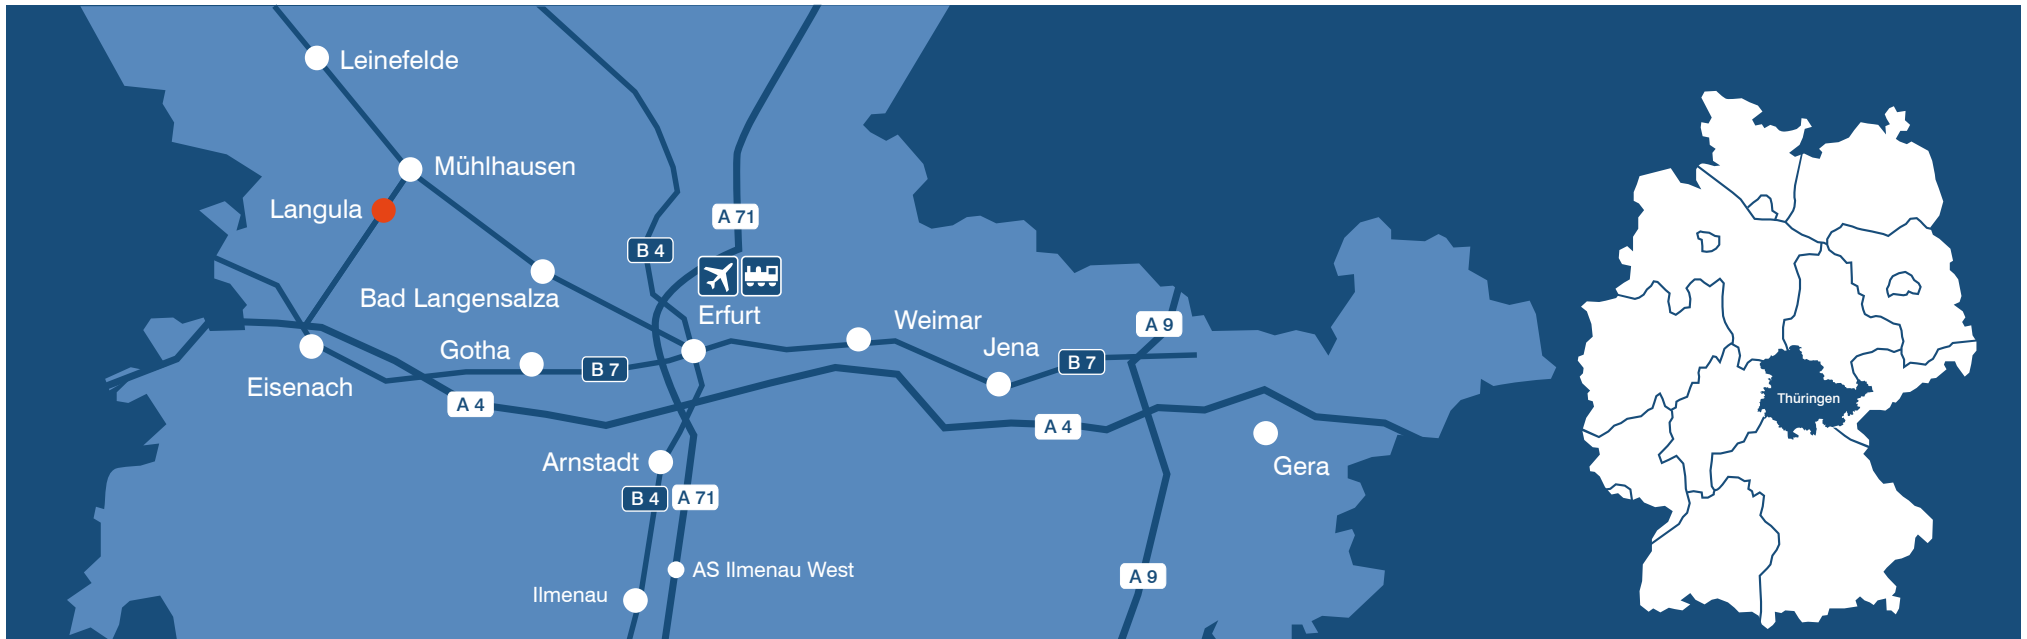 Leinefelde
Mühlhausen
Langula
A 71
B 4
Bad Langensalza
Erfurt
Weimar
A 9
Gotha
Jena
B 7
B 7
Eisenach
A 4
A 4
Thüringen
Arnstadt
Gera
B 4
A 71
AS Ilmenau West
A 9
Ilmenau